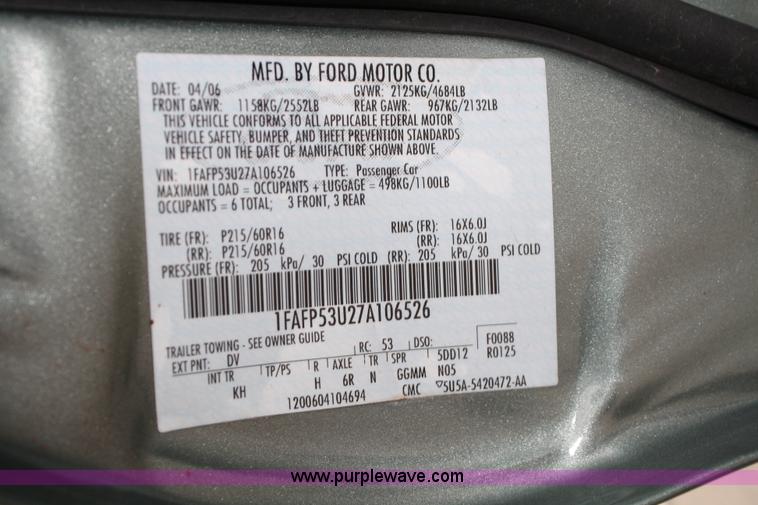 MFD. BY FORD MOTOR CO.
DATE: 04/06 GVWR: 2125KG/4684LB
FRONT GAWR: 1158KG/2552LB REAR GAWR: 967KG/2132LB
THIS VEHICLE CONFORMS TO ALL APPLICABLE FEDERAL MOTOR
VEHICLE SAFETY, BUMPER, AND THEFT PREVENTION STANDARDS
IN EFFECT ON THE DATE OF MANUFACTURE SHOWN ABOVE.
VIN: 1FAFP53U27A106526 TYPE: Passenger Car
MAXIMUM LOAD = OCCUPANTS + LUGGAGE = 498KG/1100LB
OCCUPANTS = 6 TOTAL; 3 FRONT, 3 REAR
TIRE (FR): P215/60R16 RIMS (FR): 16X6.0J
(RR): P215/60R16 (RR): 16X6.0J
PRESSURE (FR): 205 kPa/ 30 PSI COLD (RR): 205 kPa/ 30 PSI COLD
1FAFP53U27A106526
TRAILER TOWING - SEE OWNER GUIDE
EXT PNT: DV RC: 53 DSO: F0088
INT TR TP/PS R AXLE TR SPR 5DD12 R0125
KH H 6R N GGMM N05
1200604104694 CMC ▽5U5A-5420472-AA
www.purplewave.com